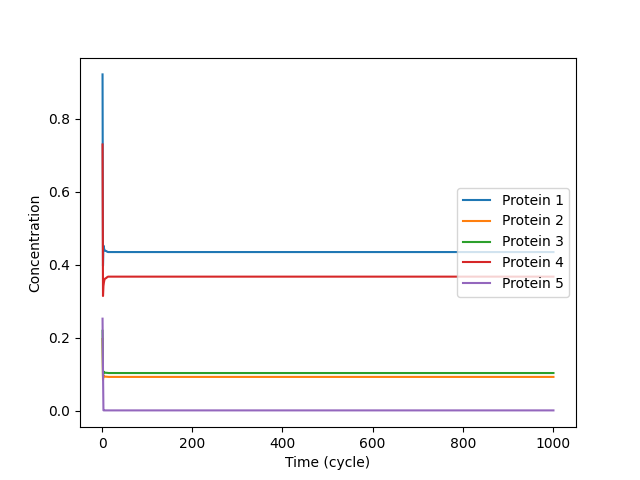 0.8
0.6
0.4
0.2
0.0
Concentration
Protein 1
Protein 2
Protein 3
Protein 4
Protein 5
0 200 400 600 800 1000
Time (cycle)